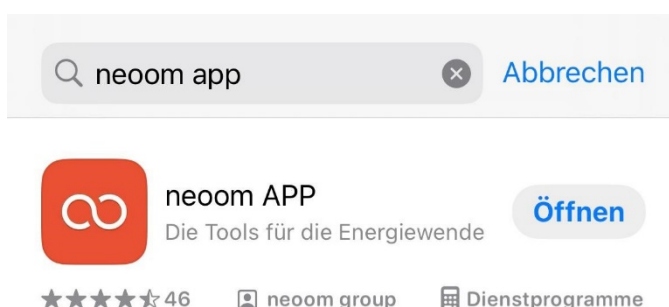 neoom app Abbrechen
neoom APP
Die Tools für die Energiewende
Öffnen
46 neoom group Dienstprogramme